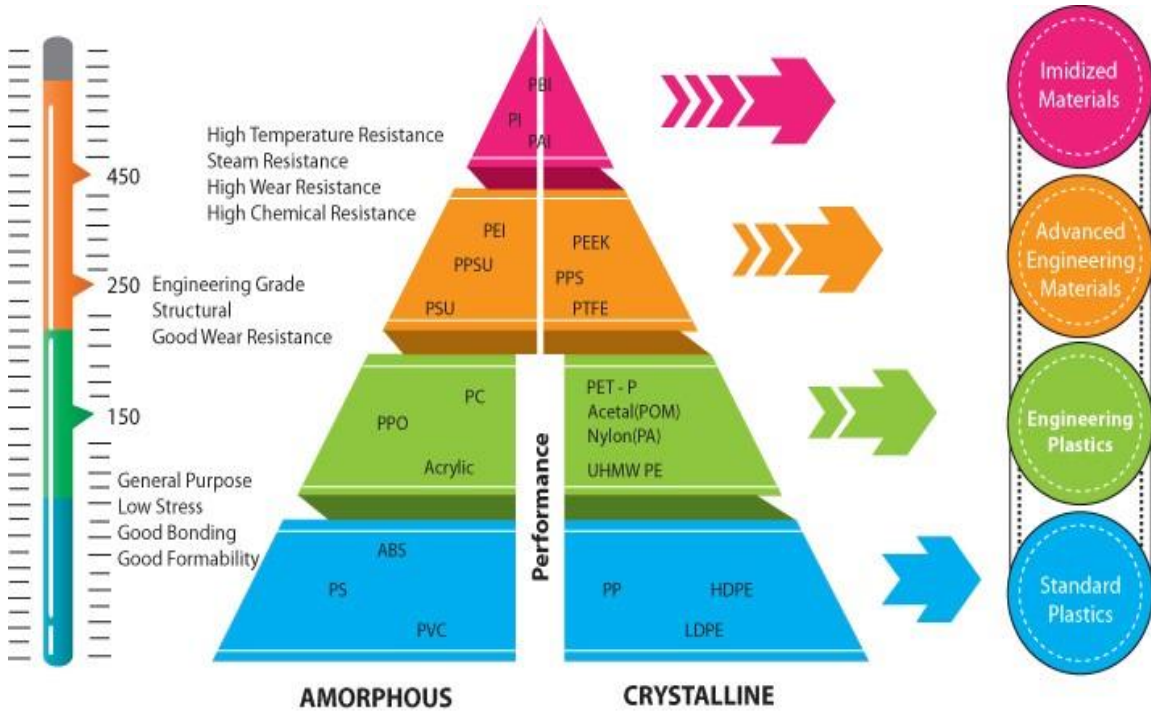 PBI
PI
PAI
High Temperature Resistance
Steam Resistance
High Wear Resistance
High Chemical Resistance
450
Imidized
Materials
PEI
PPSU
PSU
PEEK
PPS
PTFE
250
Engineering Grade
Structural
Good Wear Resistance
Advanced
Engineering
Materials
PC
PPO
Acrylic
PET - P
Acetal(POM)
Nylon(PA)
UHMW PE
150
Engineering
Plastics
General Purpose
Low Stress
Good Bonding
Good Formability
Performance
ABS
PS
PVC
PP
HDPE
LDPE
Standard
Plastics
AMORPHOUS
CRYSTALLINE